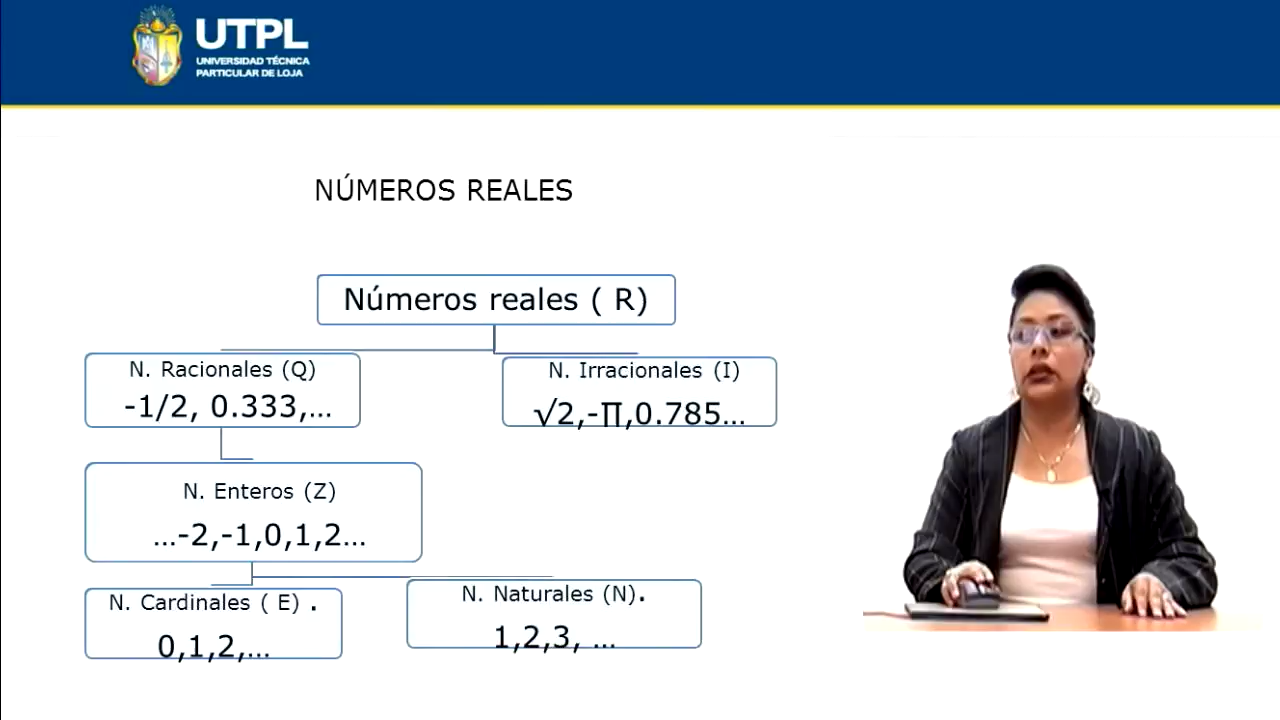 UTPL
UNIVERSIDAD TÉCNICA
PARTICULAR DE LOJA
NÚMEROS REALES
Números reales ( R)
N. Racionales (Q)
-1/2, 0.333,...
N. Irracionales (I)
√2,-∏,0.785...
N. Enteros (Z)
...-2,-1,0,1,2...
N. Cardinales ( E) .
0,1,2,...
N. Naturales (N).
1,2,3, ...